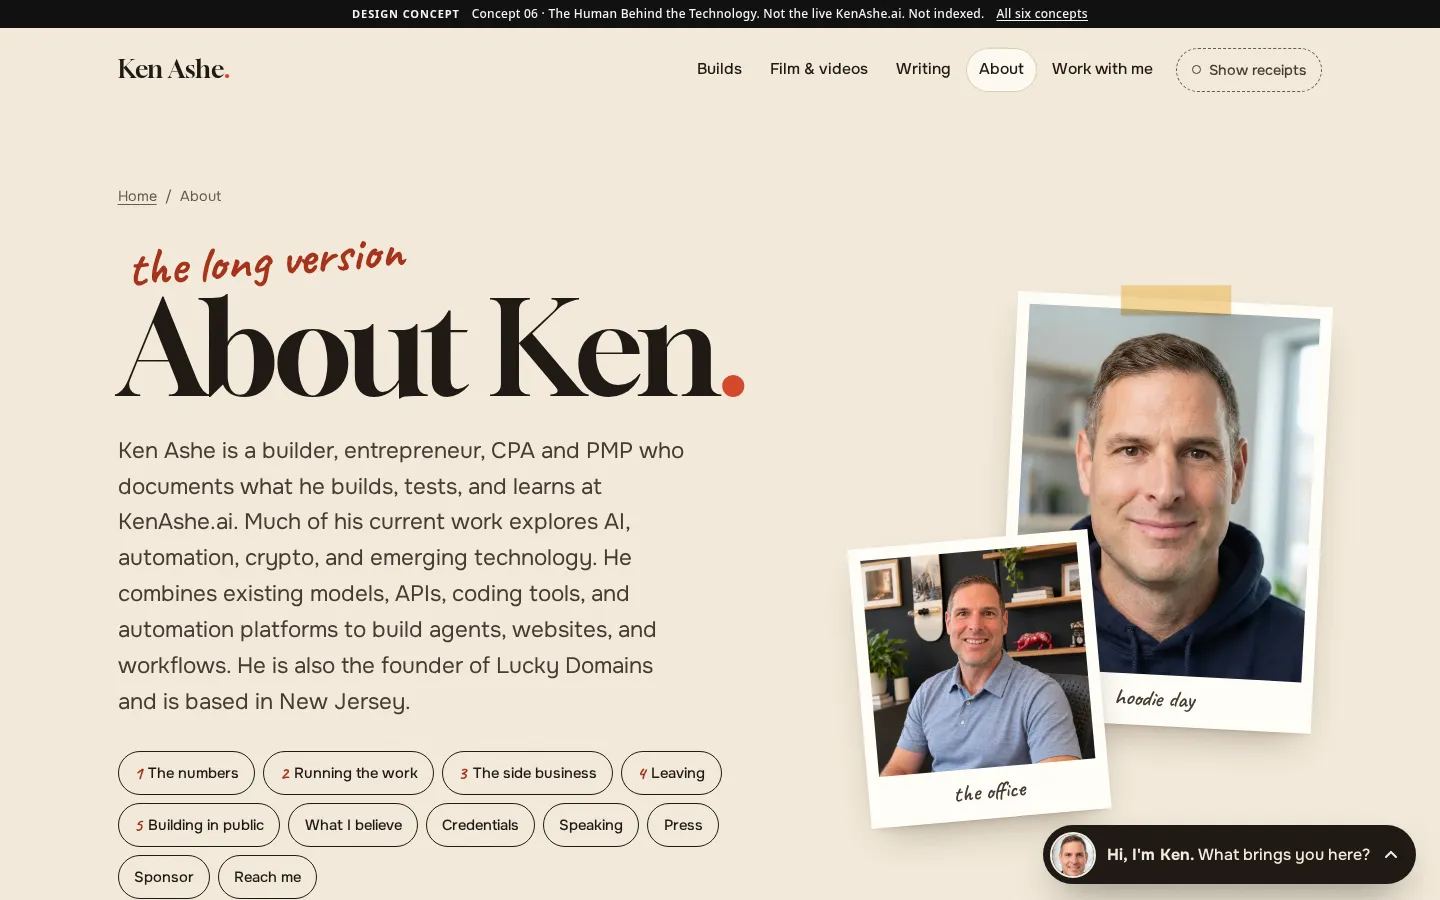 DESIGN CONCEPT Concept 06 · The Human Behind the Technology. Not the live KenAshe.ai. Not indexed. All six concepts
Ken Ashe.
Builds Film & videos Writing About Work with me Show receipts
Home / About
the long version
About Ken.
Ken Ashe is a builder, entrepreneur, CPA and PMP who
documents what he builds, tests, and learns at
KenAshe.ai. Much of his current work explores AI,
automation, crypto, and emerging technology. He
combines existing models, APIs, coding tools, and
automation platforms to build agents, websites, and
workflows. He is also the founder of Lucky Domains
and is based in New Jersey.
1 The numbers 2 Running the work 3 The side business 4 Leaving
5 Building in public What I believe Credentials Speaking Press
Sponsor Reach me
hoodie day
the office
Hi, I'm Ken. What brings you here?